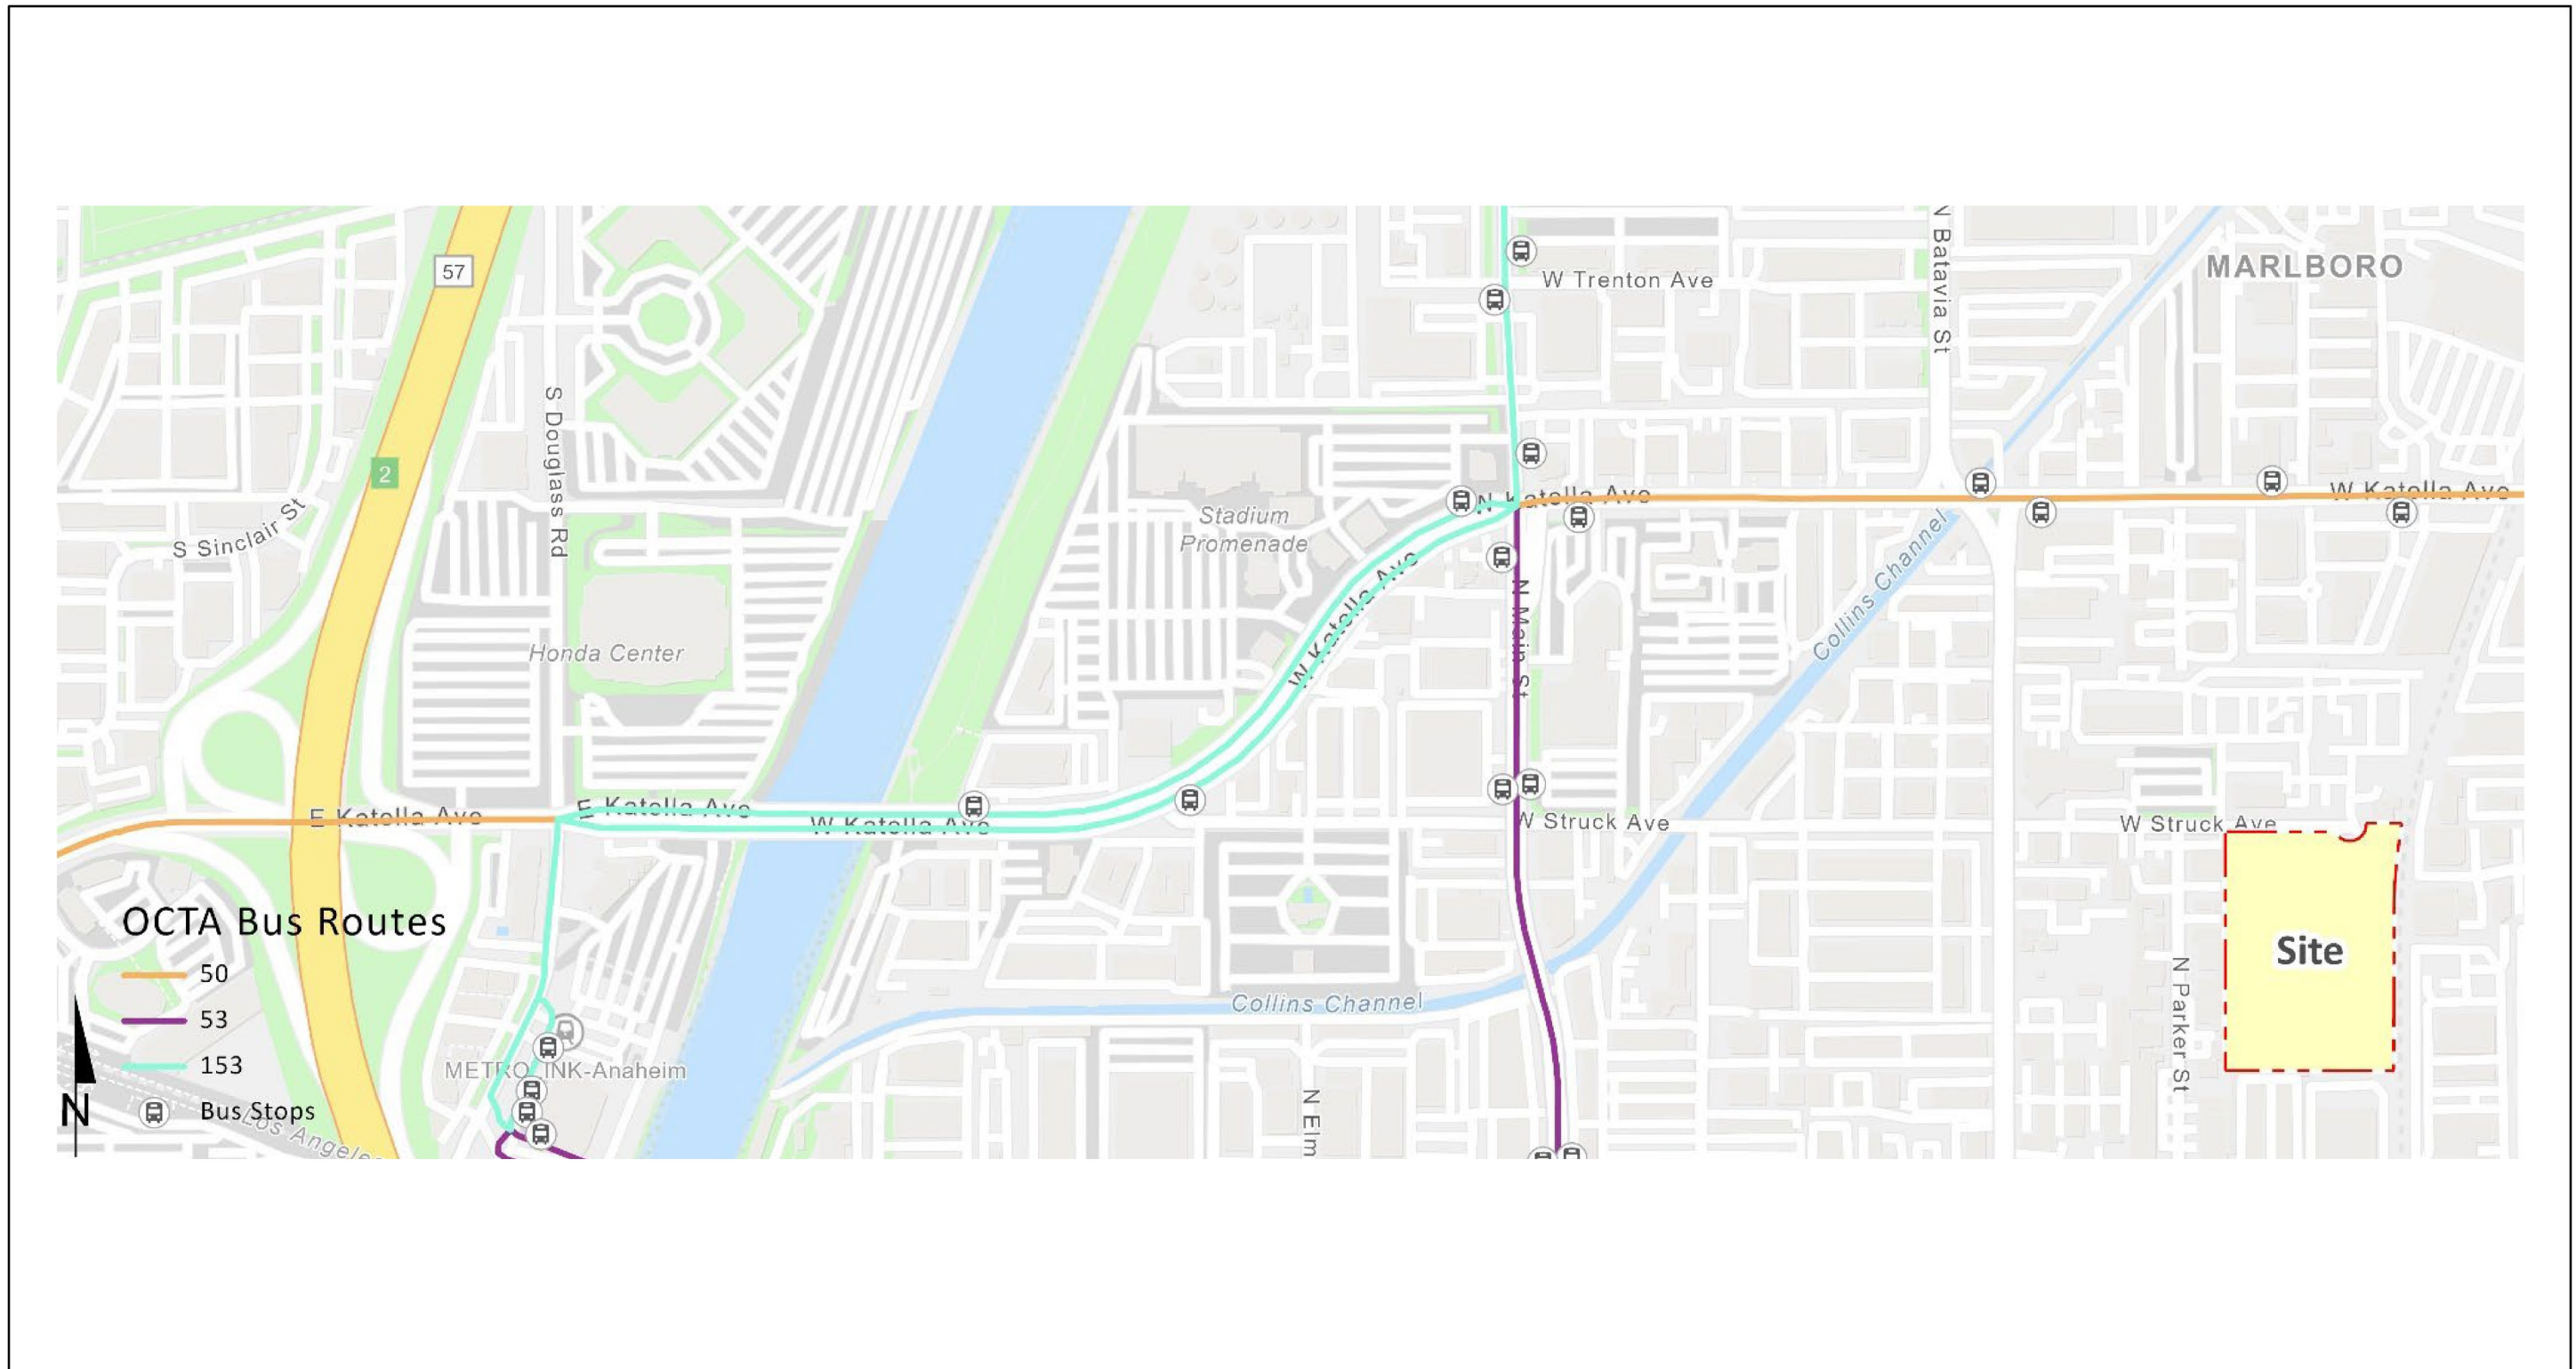 57
2
S Sinclair St
S Douglass Rd
Honda Center
Stadium
Promenade
W Trenton Ave
N Batavia St
MARLBORO
N Katella Ave
W Katella Ave
W Katella Ave
N Main St
Collins Channel
E Katella Ave
E Katella Ave
W Katella Ave
W Struck Ave
W Struck Ave
Site
N Parker St
Collins Channel
N Elm
OCTA Bus Routes
50
53
153
Bus Stops
N